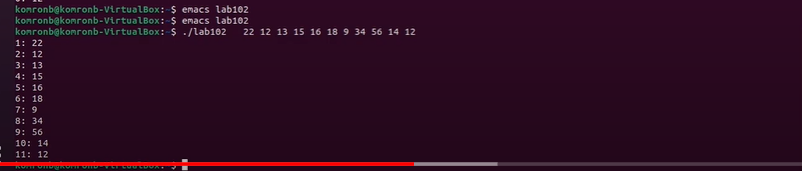 komronb@komronb-VirtualBox:~$ emacs lab102
komronb@komronb-VirtualBox:~$ emacs lab102
komronb@komronb-VirtualBox:~$ ./lab102   22 12 13 15 16 18 9 34 56 14 12
1: 22
2: 12
3: 13
4: 15
5: 16
6: 18
7: 9
8: 34
9: 56
10: 14
11: 12
komronb@komronb-VirtualBox:~$